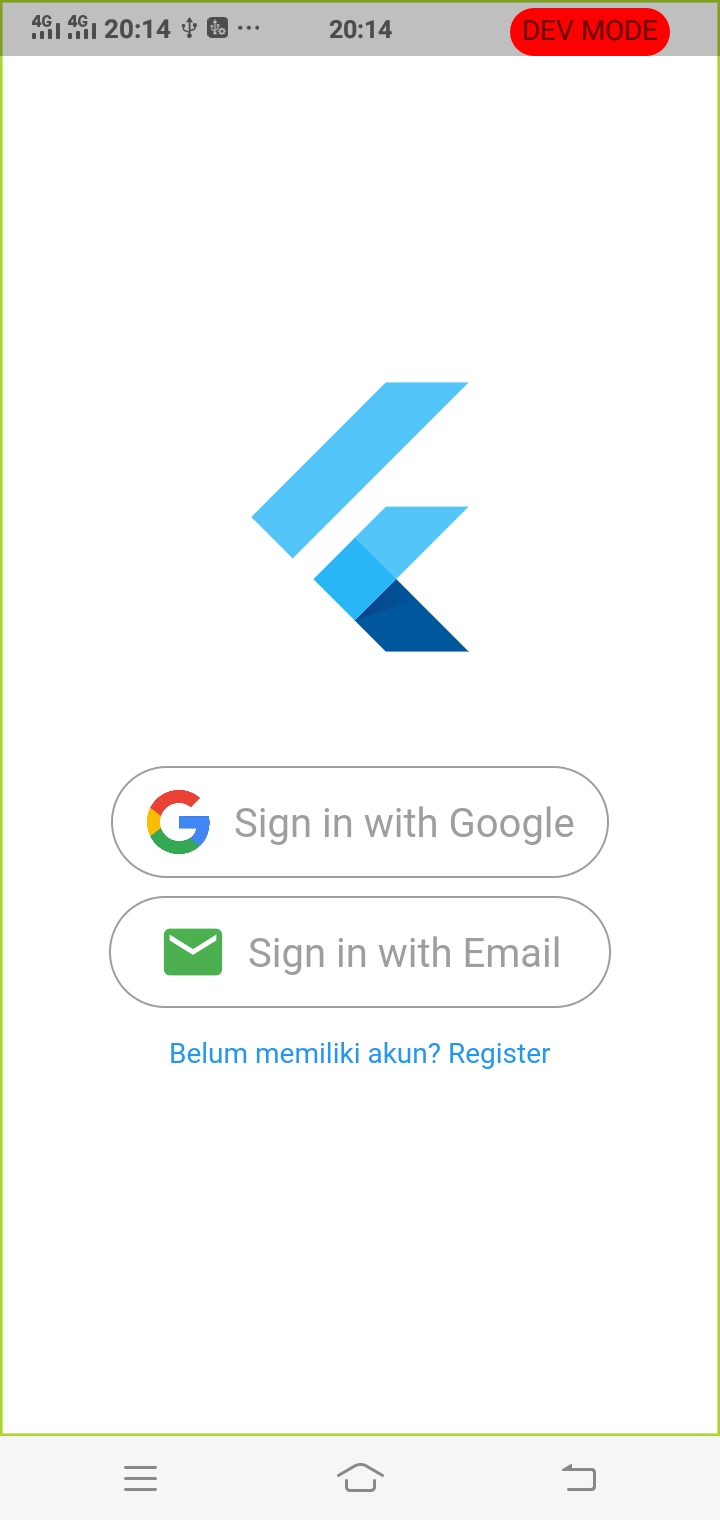 4G 4G 20:14 20:14 DEV MODE
Sign in with Google
Sign in with Email
Belum memiliki akun? Register